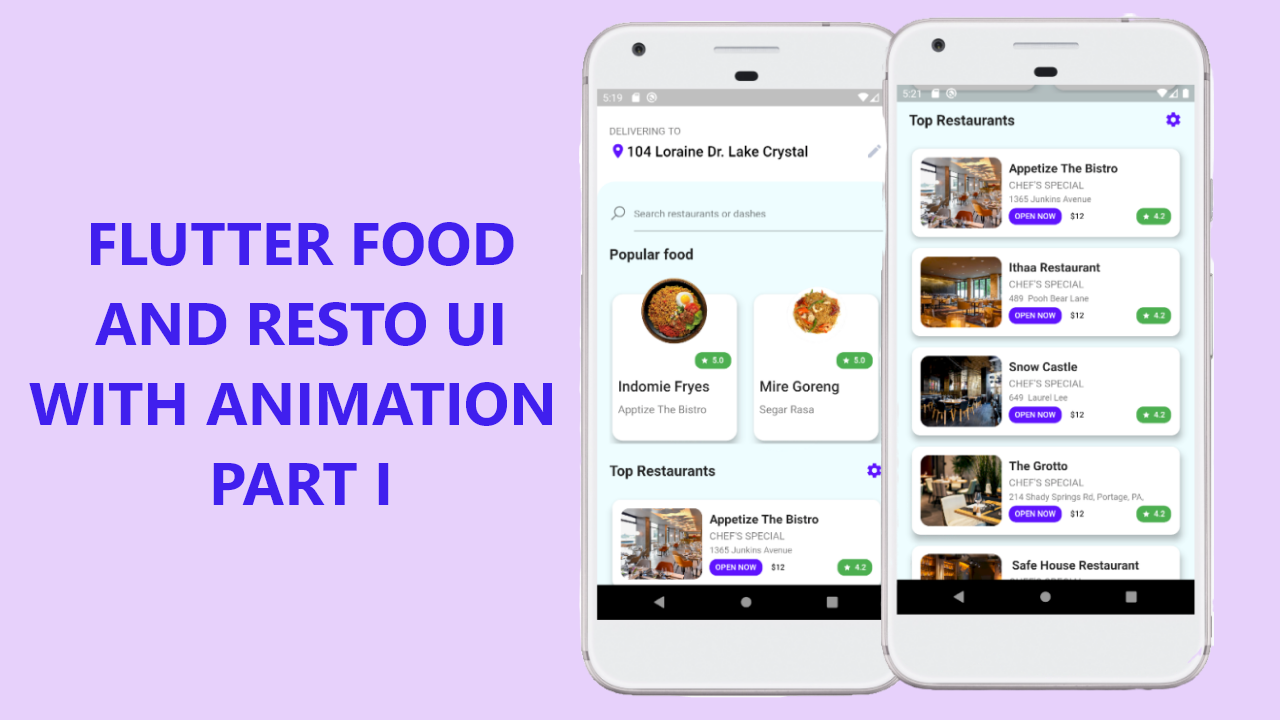 FLUTTER FOOD
AND RESTO UI
WITH ANIMATION
PART I
5:19
DELIVERING TO
104 Loraine Dr. Lake Crystal
Search restaurants or dashes
Popular food
5.0
Indomie Fryes
Apptize The Bistro
5.0
Mire Goreng
Segar Rasa
Top Restaurants
Appetize The Bistro
CHEF'S SPECIAL
1365 Junkins Avenue
OPEN NOW $12 4.2
5:21
Top Restaurants
Appetize The Bistro
CHEF'S SPECIAL
1365 Junkins Avenue
OPEN NOW $12 4.2
Ithaa Restaurant
CHEF'S SPECIAL
489 Pooh Bear Lane
OPEN NOW $12 4.2
Snow Castle
CHEF'S SPECIAL
649 Laurel Lee
OPEN NOW $12 4.2
The Grotto
CHEF'S SPECIAL
214 Shady Springs Rd, Portage, PA,
OPEN NOW $12 4.2
Safe House Restaurant